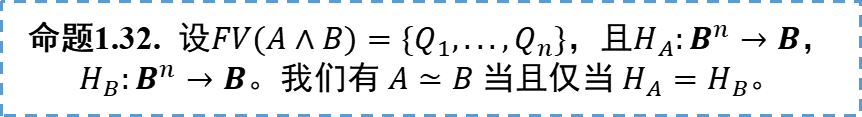 命题1.32. 设FV(A ∧ B) = {Q₁, . . . , Qₙ}，且H_A: Bⁿ → B，
H_B: Bⁿ → B。我们有 A ≃ B 当且仅当 H_A = H_B。